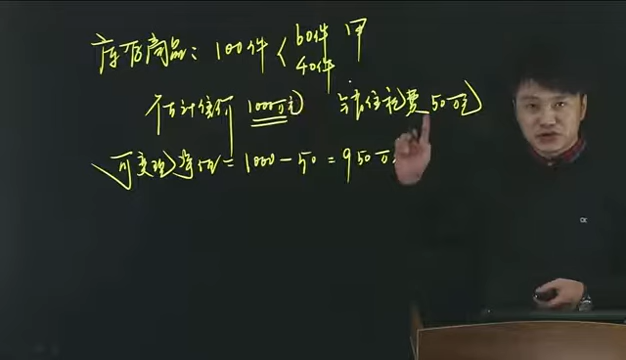 库存商品：100件〈60件 甲
40件
估计售价 1000万元 与销售税费 50万元
可变现净值 = 1000 - 50 = 950万